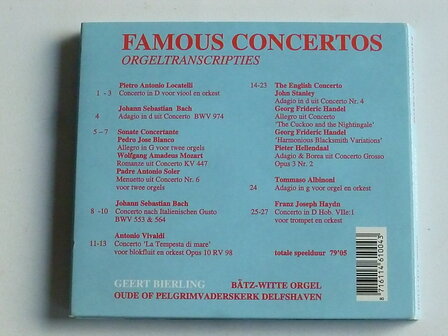 FAMOUS CONCERTOS
ORGELTRANSCRIPTIES
Pietro Antonio Locatelli
1 - 3 Concerto in D voor viool en orkest
Johann Sebastian Bach
4 Adagio in d uit Concerto BWV 974
5 - 7 Sonate Concertante
Pedro Jose Blanco
Allegro in G voor twee orgels
Wolfgang Amadeus Mozart
Romanze uit Concerto KV 447
Padre Antonio Soler
Menuetto uit Concerto Nr. 6
voor twee orgels
Johann Sebastian Bach
8 -10 Concerto nach Italienischen Gusto
BWV 553 & 564
Antonio Vivaldi
11-13 Concerto 'La Tempesta di mare'
voor blokfluit en orkest Opus 10 RV 98
14-23 The English Concerto
John Stanley
Adagio in d uit Concerto Nr. 4
Georg Frideric Handel
Allegro uit Concerto
'The Cuckoo and the Nightingale'
Georg Frideric Handel
'Harmonious Blacksmith Variations'
Pieter Hellendaal
Adagio & Borea uit Concerto Grosso
Opus 3 Nr. 2
Tommaso Albinoni
24 Adagio in g voor orgel en orkest
Franz Joseph Haydn
25-27 Concerto in D Hob. VIIe:1
voor trompet en orkest
totale speelduur 79'05
GEERT BIERLING BÄTZ-WITTE ORGEL
OUDE OF PELGRIMVADERSKERK DELFSHAVEN
8 716114 610043